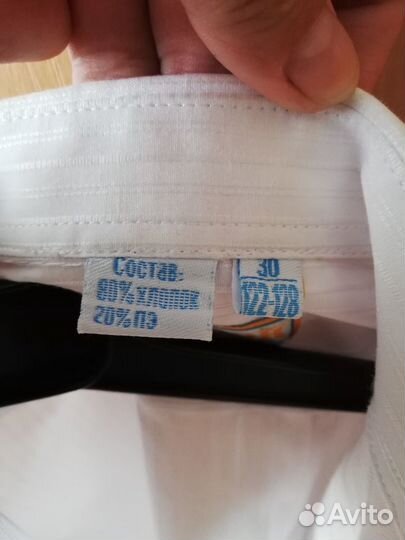 Состав:
80% хлопок
20% ПЭ
30
122-128
Avito